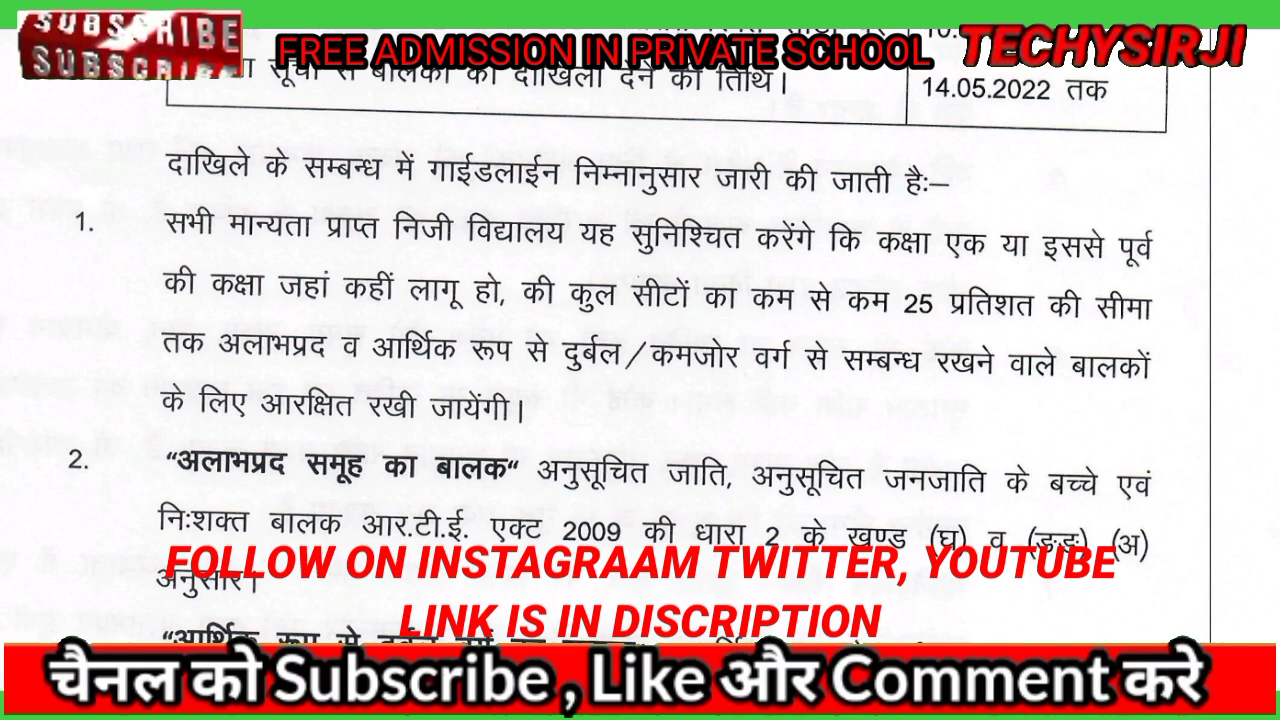 SUBSCRIBE
SUBSCRIBE
FREE ADMISSION IN PRIVATE SCHOOL
TECHYSIRJI
सूची से बालकों को दाखिला देने की तिथि।
14.05.2022 तक
दाखिले के सम्बन्ध में गाईडलाईन निम्नानुसार जारी की जाती है:–
1. सभी मान्यता प्राप्त निजी विद्यालय यह सुनिश्चित करेंगे कि कक्षा एक या इससे पूर्व
की कक्षा जहां कहीं लागू हो, की कुल सीटों का कम से कम 25 प्रतिशत की सीमा
तक अलाभप्रद व आर्थिक रूप से दुर्बल/कमजोर वर्ग से सम्बन्ध रखने वाले बालकों
के लिए आरक्षित रखी जायेंगी।
2. “अलाभप्रद समूह का बालक“ अनुसूचित जाति, अनुसूचित जनजाति के बच्चे एवं
निःशक्त बालक आर.टी.ई. एक्ट 2009 की धारा 2 के खण्ड (घ) व (ङङ) (अ)
अनुसार।
FOLLOW ON INSTAGRAAM TWITTER, YOUTUBE
LINK IS IN DISCRIPTION
“आर्थिक रूप से
चैनल को Subscribe , Like और Comment करे